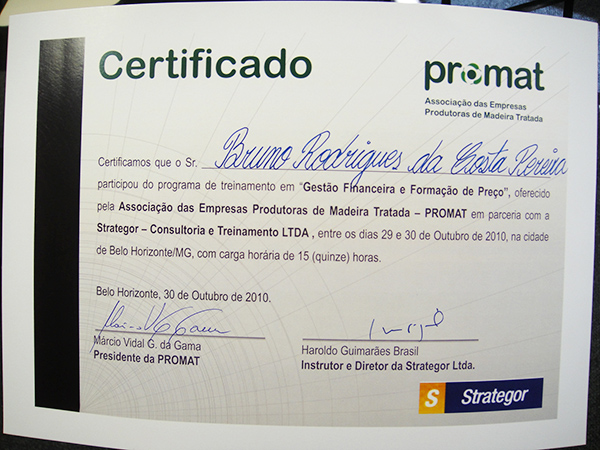 Certificado
promat
Associação das Empresas
Produtoras de Madeira Tratada
Certificamos que o Sr. Bruno Rodrigues da Costa Pereira
participou do programa de treinamento em "Gestão Financeira e Formação de Preço", oferecido
pela Associação das Empresas Produtoras de Madeira Tratada – PROMAT em parceria com a
Strategor – Consultoria e Treinamento LTDA , entre os dias 29 e 30 de Outubro de 2010, na cidade
de Belo Horizonte/MG, com carga horária de 15 (quinze) horas.
Belo Horizonte, 30 de Outubro de 2010.
Márcio Vidal G. da Gama
Presidente da PROMAT
Haroldo Guimarães Brasil
Instrutor e Diretor da Strategor Ltda.
S Strategor